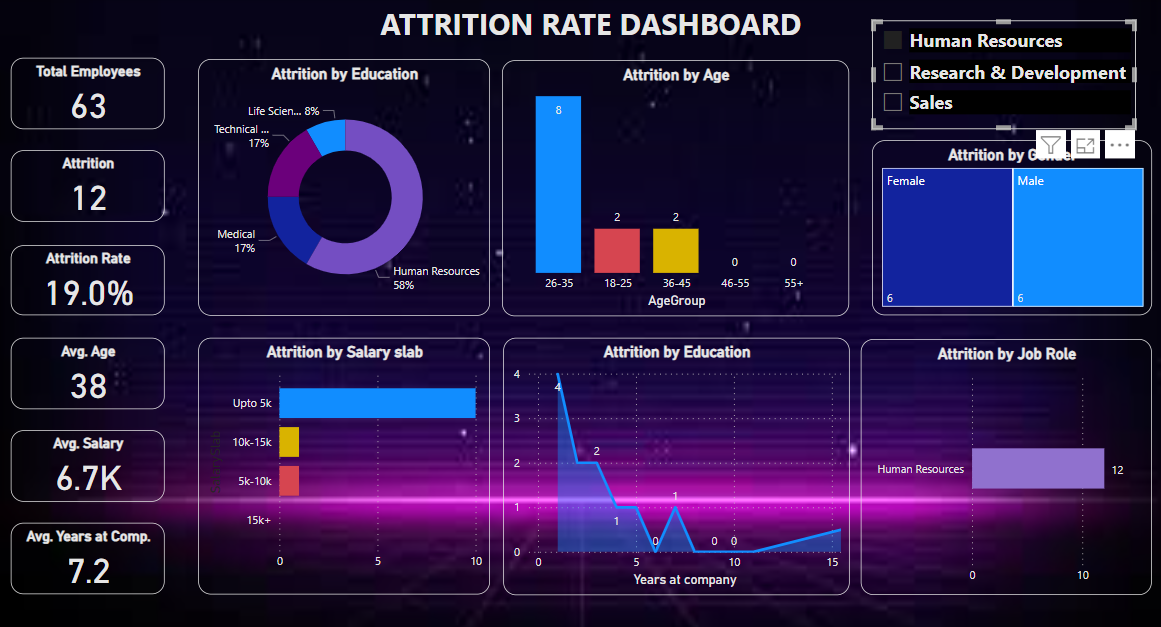 ATTRITION RATE DASHBOARD
Human Resources
Research & Development
Sales
Total Employees
63
Attrition
12
Attrition Rate
19.0%
Avg. Age
38
Avg. Salary
6.7K
Avg. Years at Comp.
7.2
Attrition by Education
Life Scien... 8%
Technical ...
17%
Medical
17%
Human Resources
58%
Attrition by Age
8
2
2
0
0
26-35
18-25
36-45
46-55
55+
AgeGroup
Attrition by Gender
Female
Male
6
6
Attrition by Salary slab
Upto 5k
10k-15k
5k-10k
15k+
0
5
10
Attrition by Education
4
3
2
1
0
4
2
1
0
1
0
0
0
5
10
15
Years at company
Attrition by Job Role
Human Resources
12
0
10